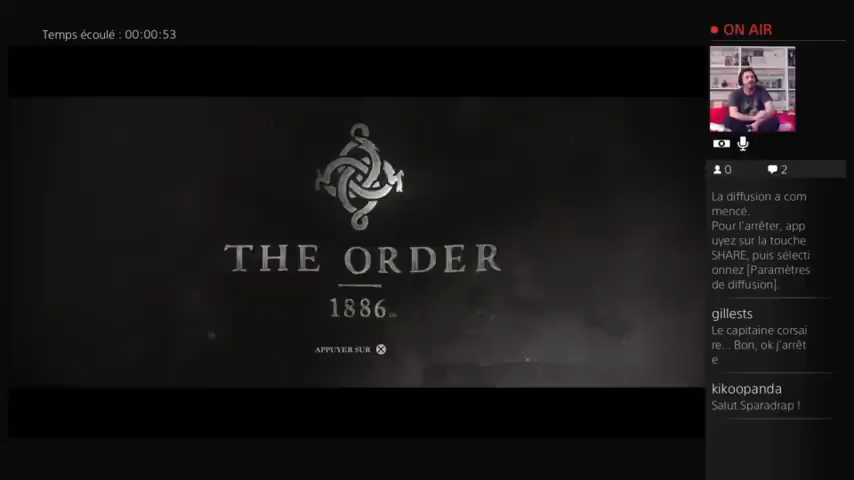 Temps écoulé : 00:00:53
THE ORDER
1886
APPUYER SUR
ON AIR
0 2
La diffusion a com
mencé.
Pour l'arrêter, app
uyez sur la touche
SHARE, puis sélecti
onnez [Paramètres
de diffusion].
gillests
Le capitaine corsai
re... Bon, ok j'arrêt
e
kikoopanda
Salut Sparadrap !